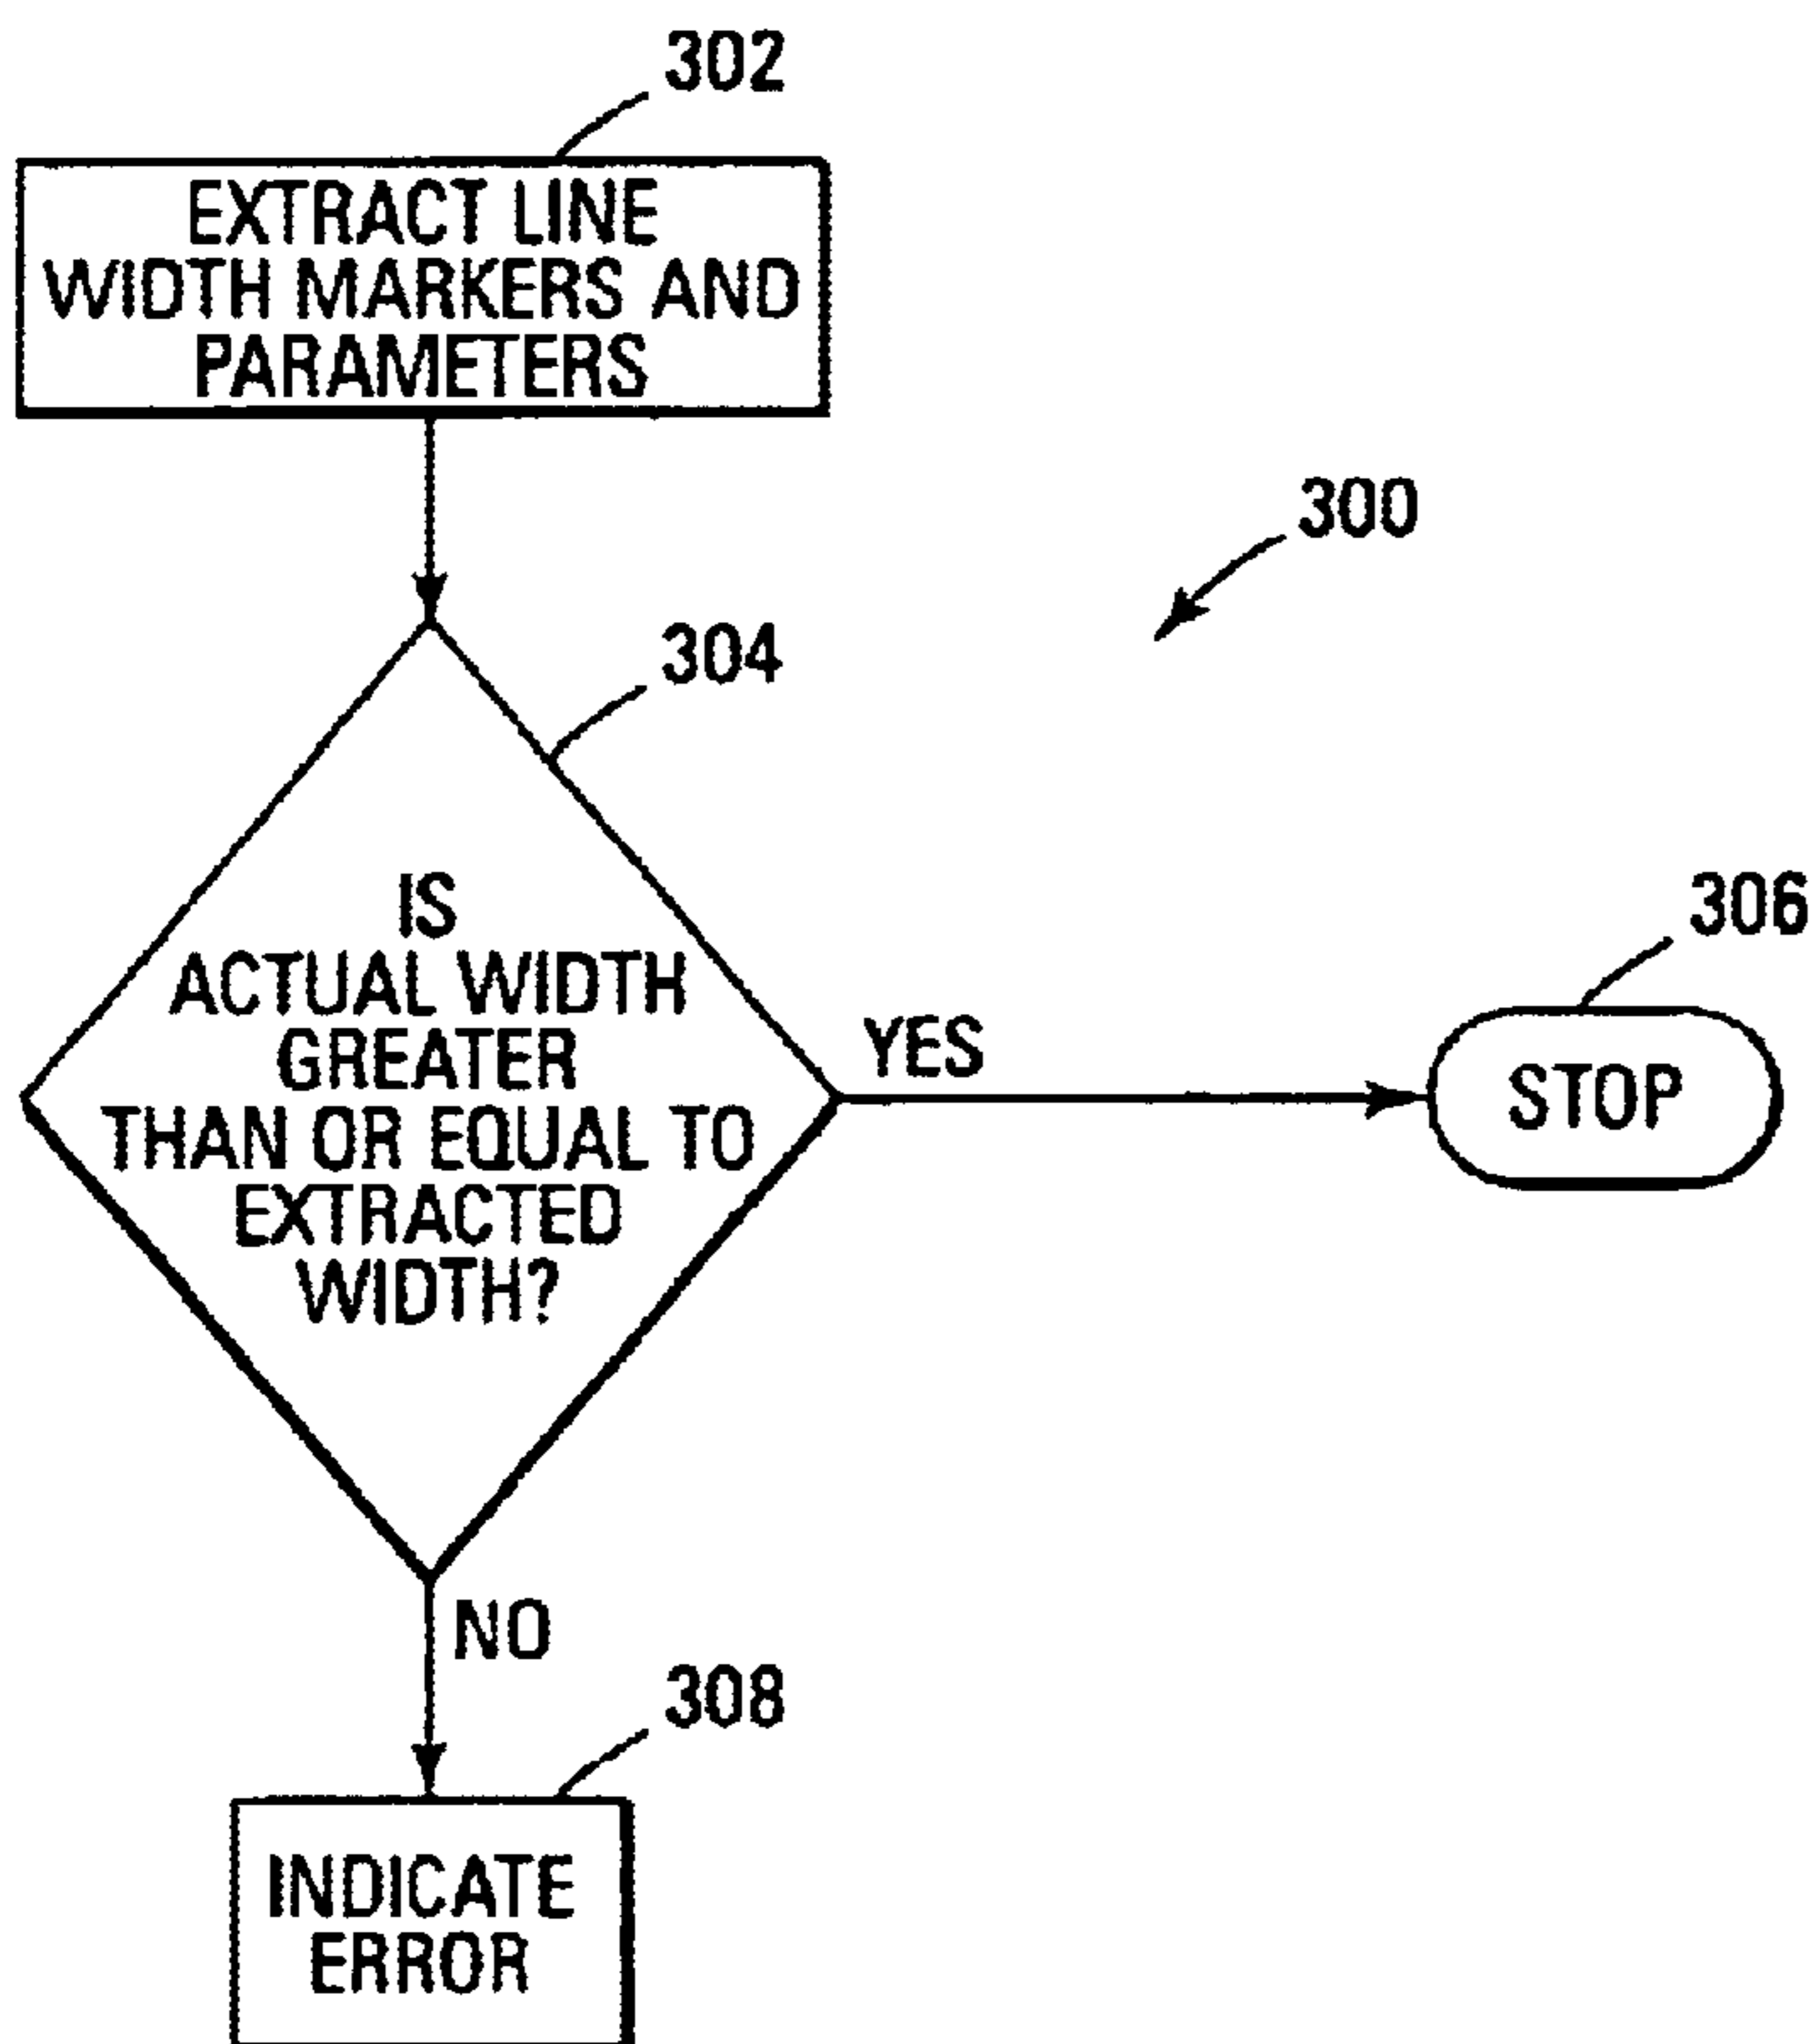 302
EXTRACT LINE
WIDTH MARKERS AND
PARAMETERS
300
304
IS
ACTUAL WIDTH
GREATER
THAN OR EQUAL TO
EXTRACTED
WIDTH?
YES
306
STOP
NO
308
INDICATE
ERROR